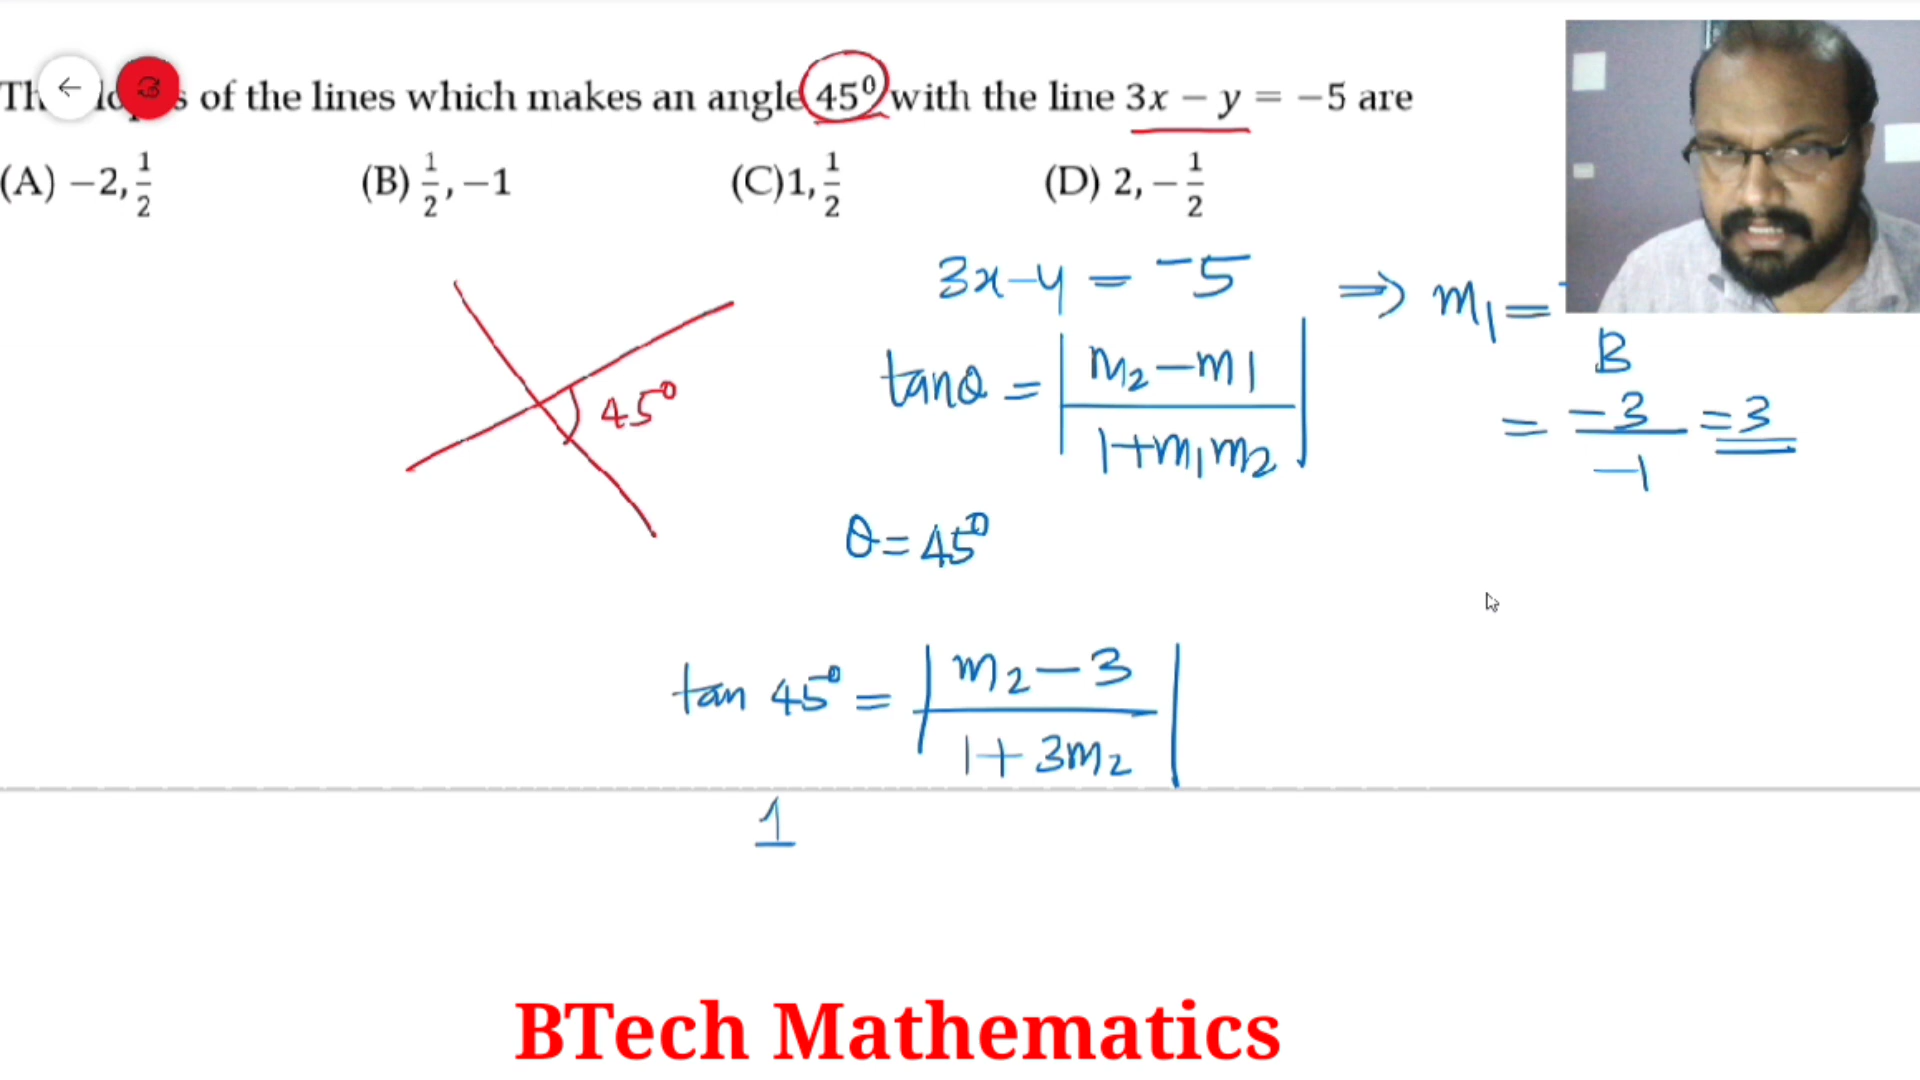 of the lines which makes an angle 45⁰ with the line 3x − y = −5 are
(A) −2, 1/2 (B) 1/2, −1 (C)1, 1/2 (D) 2, −1/2
3x−y = −5 ⇒ m₁ =
B
tanθ = |m₂−m₁ / 1+m₁m₂|
= −3/−1 = 3
45⁰
θ = 45⁰
tan 45⁰ = |m₂−3 / 1+3m₂|
1
BTech Mathematics